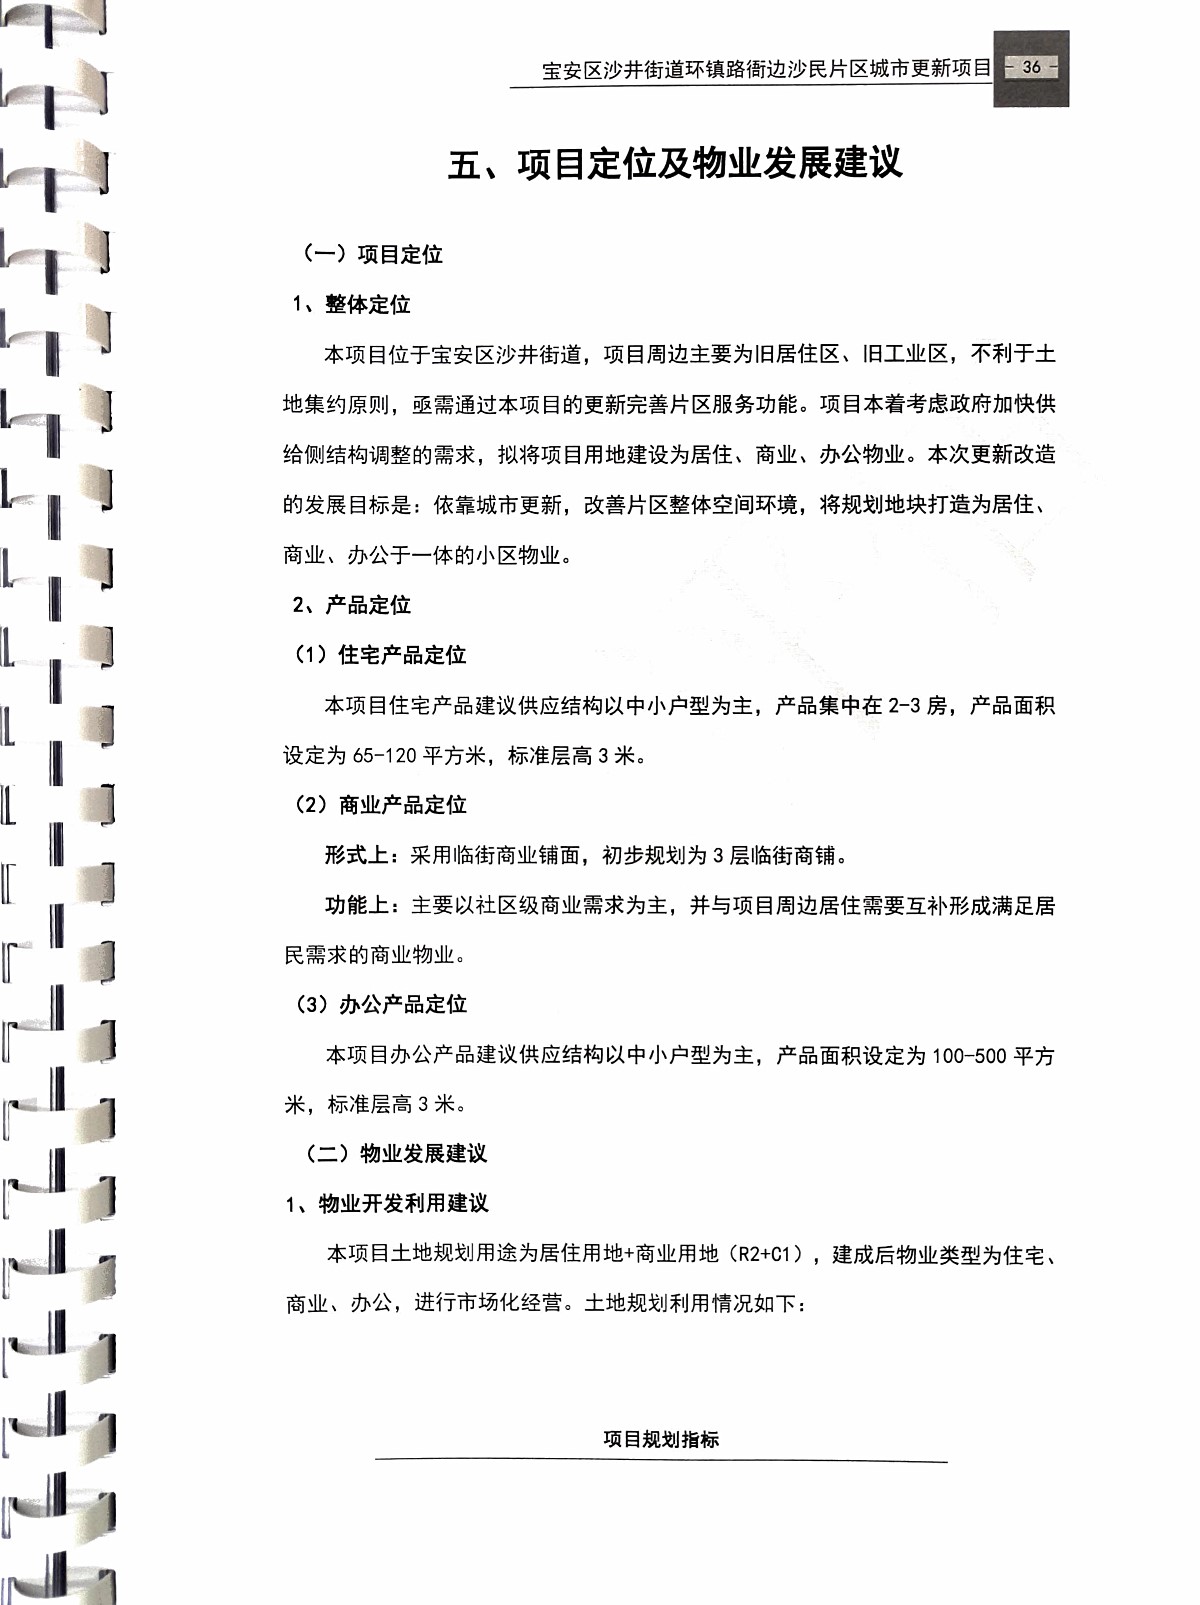 宝安区沙井街道环镇路衙边沙民片区城市更新项目 - 36 -
五、项目定位及物业发展建议
（一）项目定位
1、整体定位
本项目位于宝安区沙井街道，项目周边主要为旧居住区、旧工业区，不利于土
地集约原则，亟需通过本项目的更新完善片区服务功能。项目本着考虑政府加快供
给侧结构调整的需求，拟将项目用地建设为居住、商业、办公物业。本次更新改造
的发展目标是：依靠城市更新，改善片区整体空间环境，将规划地块打造为居住、
商业、办公于一体的小区物业。
2、产品定位
（1）住宅产品定位
本项目住宅产品建议供应结构以中小户型为主，产品集中在 2-3 房，产品面积
设定为 65-120 平方米，标准层高 3 米。
（2）商业产品定位
形式上：采用临街商业铺面，初步规划为 3 层临街商铺。
功能上：主要以社区级商业需求为主，并与项目周边居住需要互补形成满足居
民需求的商业物业。
（3）办公产品定位
本项目办公产品建议供应结构以中小户型为主，产品面积设定为 100-500 平方
米，标准层高 3 米。
（二）物业发展建议
1、物业开发利用建议
本项目土地规划用途为居住用地+商业用地（R2+C1），建成后物业类型为住宅、
商业、办公，进行市场化经营。土地规划利用情况如下：
项目规划指标